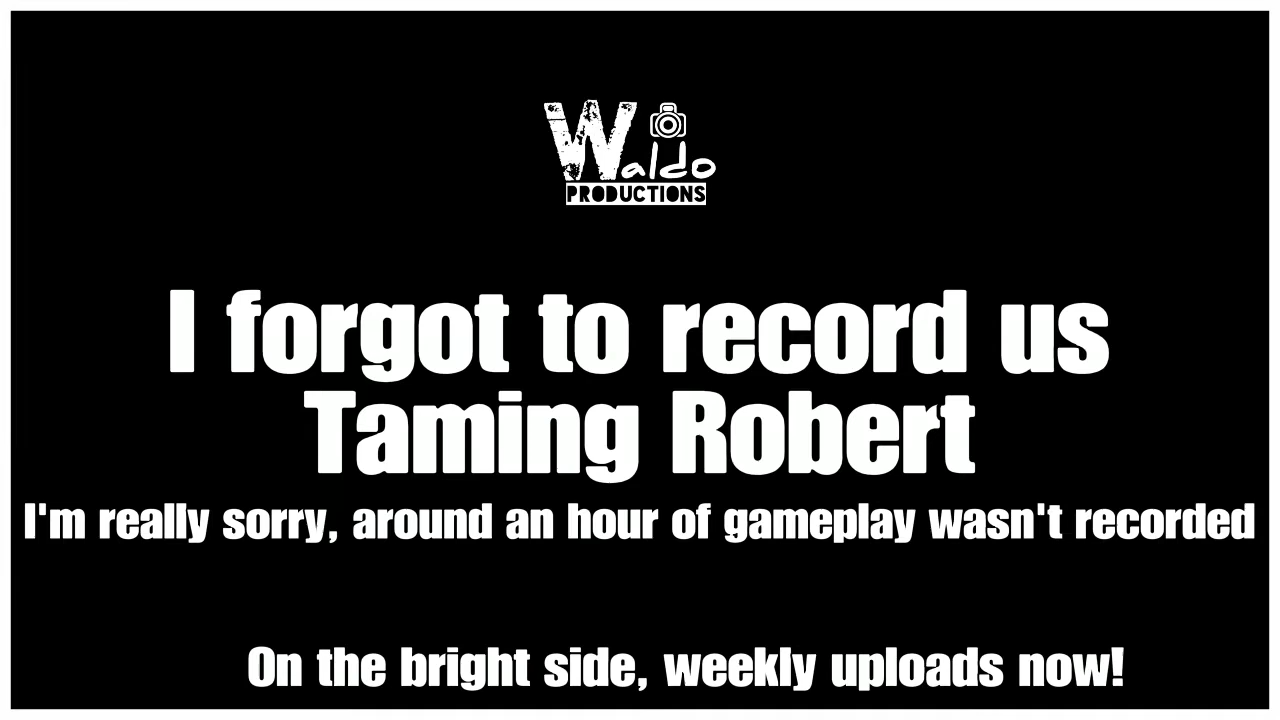 Waldo
PRODUCTIONS
I forgot to record us
Taming Robert
I'm really sorry, around an hour of gameplay wasn't recorded
On the bright side, weekly uploads now!